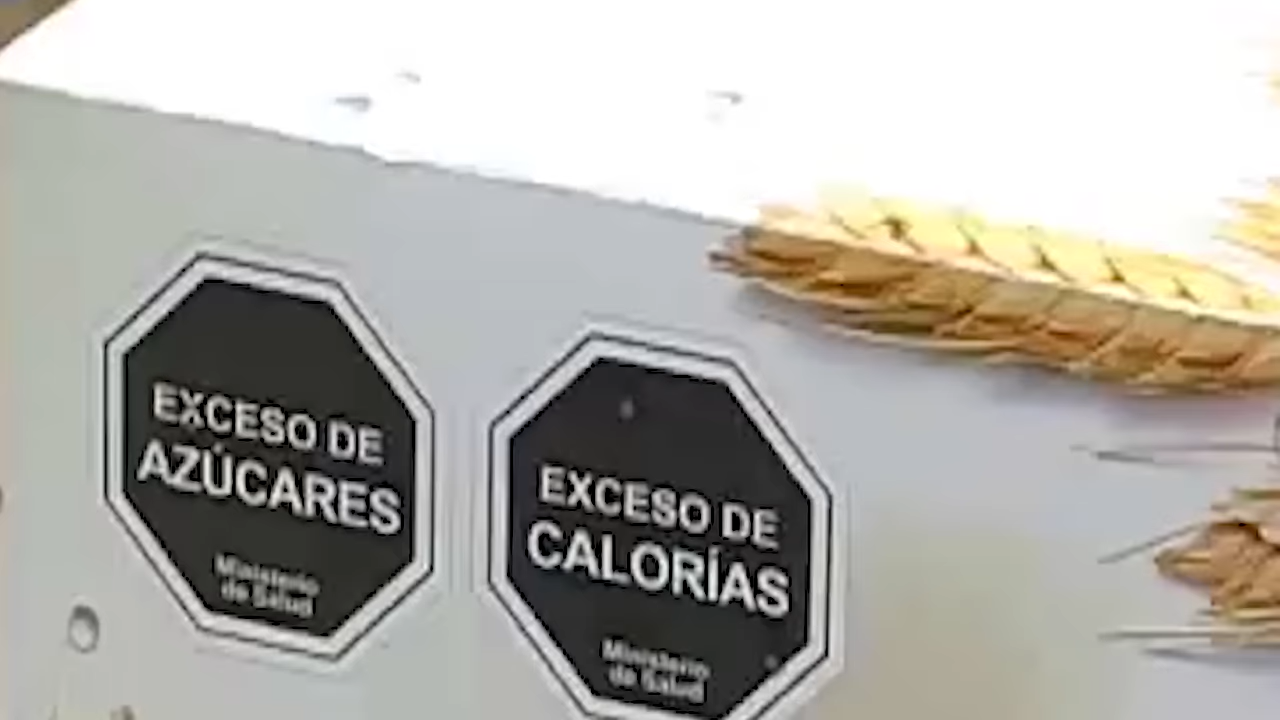 EXCESO DE
AZÚCARES
Ministerio
de Salud
EXCESO DE
CALORÍAS
Ministerio
de Salud